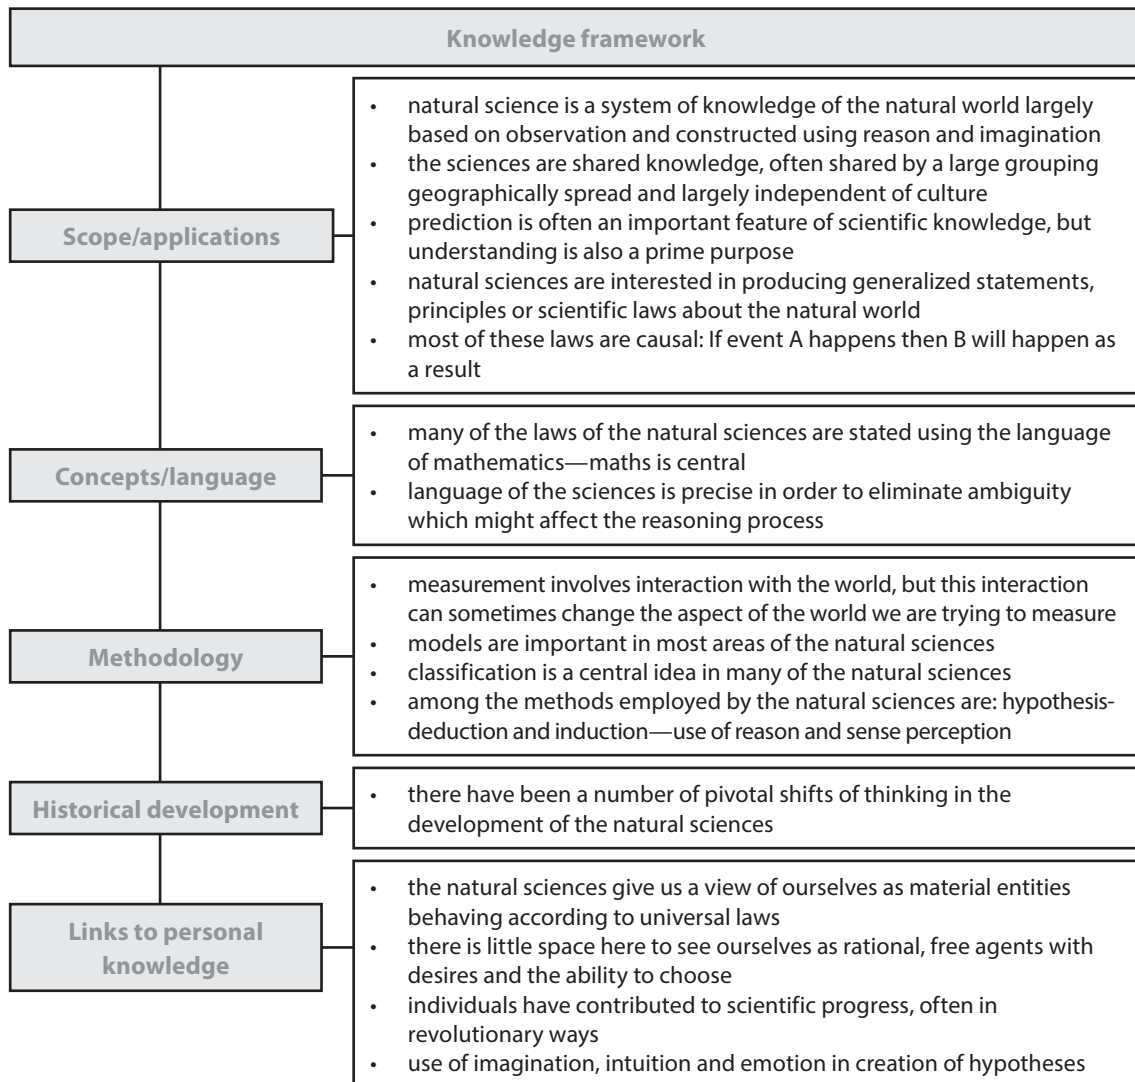 Knowledge framework
Scope/applications
• natural science is a system of knowledge of the natural world largely
based on observation and constructed using reason and imagination
• the sciences are shared knowledge, often shared by a large grouping
geographically spread and largely independent of culture
• prediction is often an important feature of scientific knowledge, but
understanding is also a prime purpose
• natural sciences are interested in producing generalized statements,
principles or scientific laws about the natural world
• most of these laws are causal: If event A happens then B will happen as
a result
Concepts/language
• many of the laws of the natural sciences are stated using the language
of mathematics—maths is central
• language of the sciences is precise in order to eliminate ambiguity
which might affect the reasoning process
Methodology
• measurement involves interaction with the world, but this interaction
can sometimes change the aspect of the world we are trying to measure
• models are important in most areas of the natural sciences
• classification is a central idea in many of the natural sciences
• among the methods employed by the natural sciences are: hypothesis-
deduction and induction—use of reason and sense perception
Historical development
• there have been a number of pivotal shifts of thinking in the
development of the natural sciences
Links to personal
knowledge
• the natural sciences give us a view of ourselves as material entities
behaving according to universal laws
• there is little space here to see ourselves as rational, free agents with
desires and the ability to choose
• individuals have contributed to scientific progress, often in
revolutionary ways
• use of imagination, intuition and emotion in creation of hypotheses